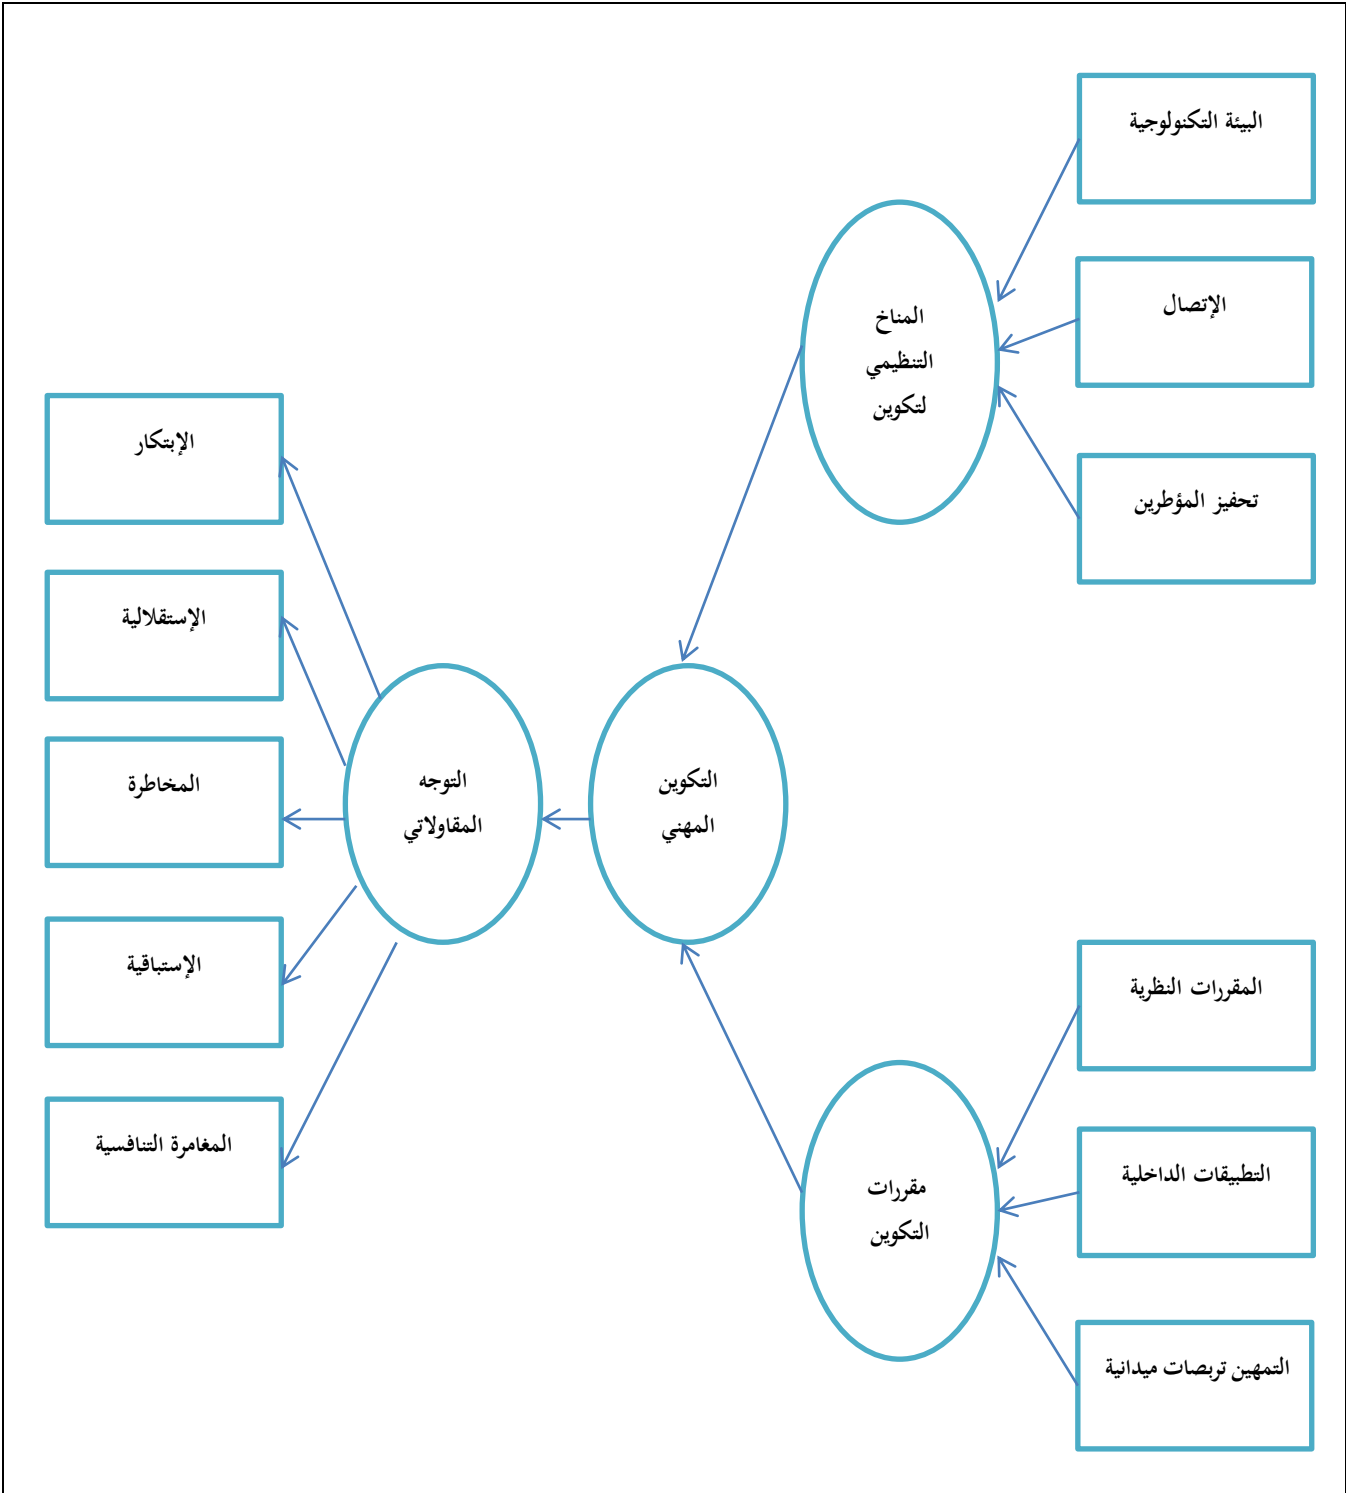 البيئة التكنولوجية
الإتصال
تحفيز المؤطرين
المناخ
التنظيمي
لتكوين
المقررات النظرية
التطبيقات الداخلية
التمهين تربصات ميدانية
مقررات
التكوين
التكوين
المهني
التوجه
المقاولاتي
الإبتكار
الإستقلالية
المخاطرة
الإستباقية
المغامرة التنافسية